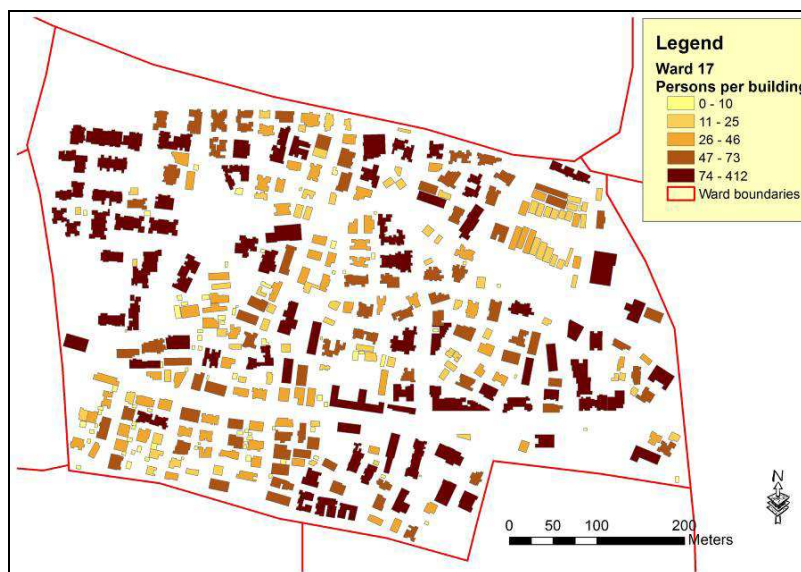 Legend
Ward 17
Persons per building
0 - 10
11 - 25
26 - 46
47 - 73
74 - 412
Ward boundaries
N
0 50 100 200
Meters